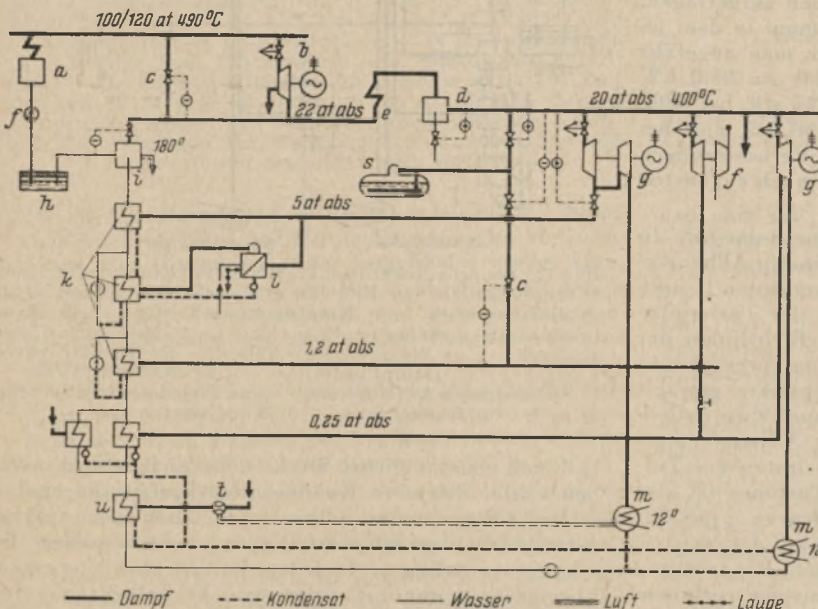 100/120 at 490°C
a
b
c
f
22 at abs
e
d
20 at abs 400°C
180°
i
h
s
g
f
g
5 at abs
k
l
c
1,2 at abs
0,25 at abs
u
t
m
12°
m
Dampf Kondensat Wasser Luft Lauge